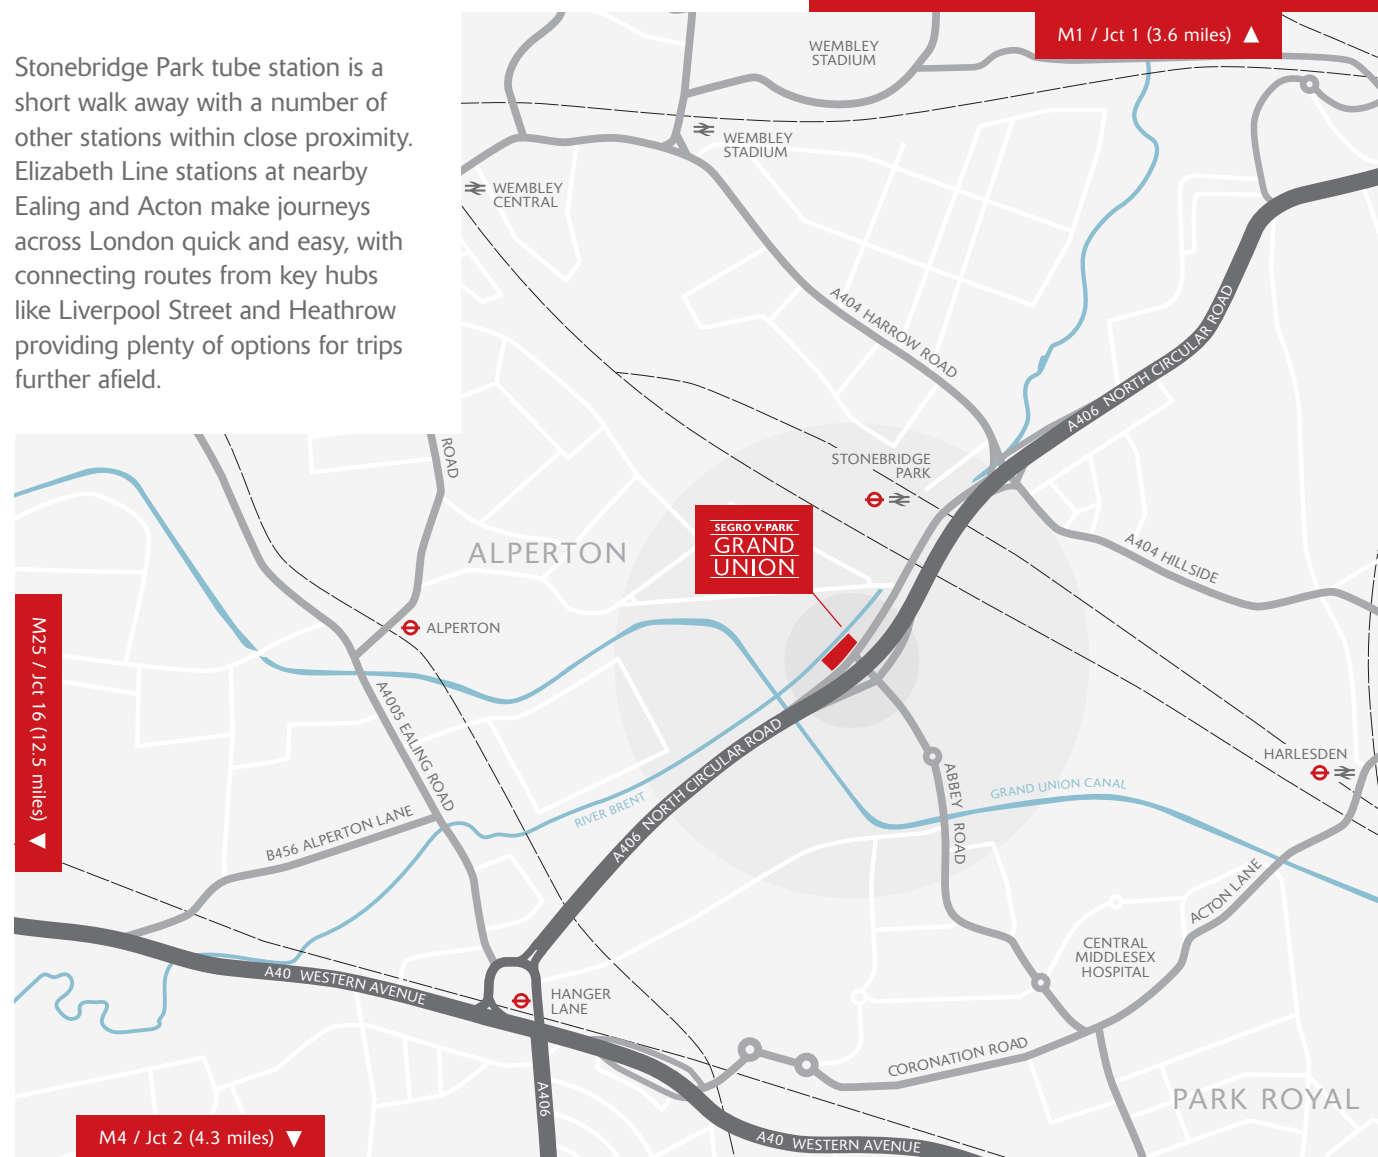 Stonebridge Park tube station is a
short walk away with a number of
other stations within close proximity.
Elizabeth Line stations at nearby
Ealing and Acton make journeys
across London quick and easy, with
connecting routes from key hubs
like Liverpool Street and Heathrow
providing plenty of options for trips
further afield.
M1 / Jct 1 (3.6 miles) ▲
WEMBLEY
STADIUM
WEMBLEY
STADIUM
WEMBLEY
CENTRAL
A404 HARROW ROAD
A406 NORTH CIRCULAR ROAD
ROAD
STONEBRIDGE
PARK
SEGRO V-PARK
GRAND
UNION
ALPERTON
A404 HILLSIDE
ALPERTON
M25 / Jct 16 (12.5 miles) ▼
A4005 EALING ROAD
A406 NORTH CIRCULAR ROAD
RIVER BRENT
B456 ALPERTON LANE
ABBEY ROAD
GRAND UNION CANAL
HARLESDEN
ACTON LANE
CENTRAL
MIDDLESEX
HOSPITAL
A40 WESTERN AVENUE
HANGER
LANE
CORONATION ROAD
A406
PARK ROYAL
M4 / Jct 2 (4.3 miles) ▼
A40 WESTERN AVENUE